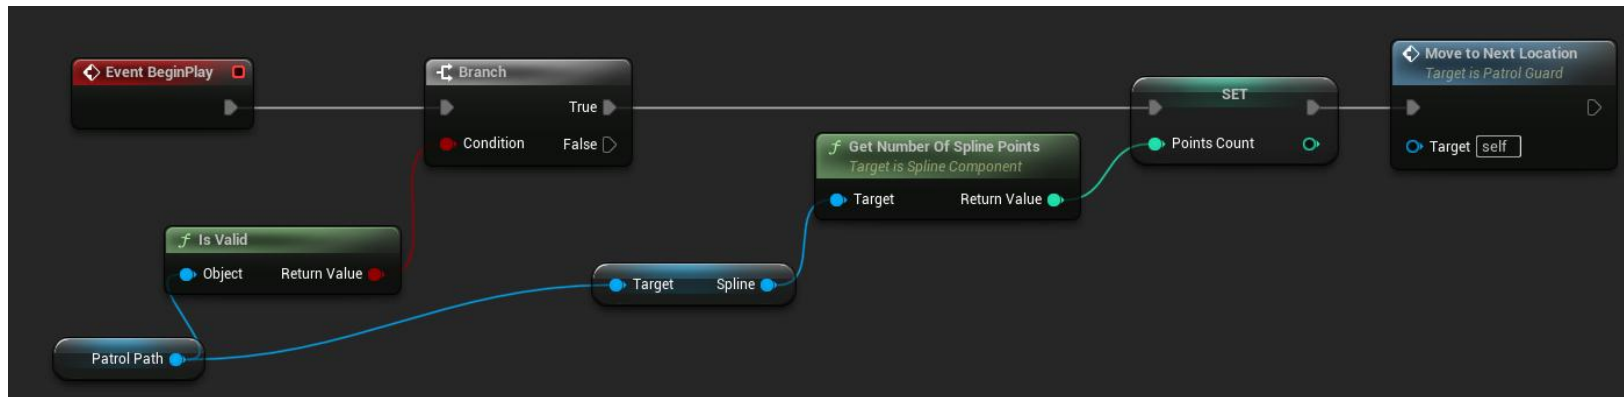 Event BeginPlay
Branch
True
Condition
False
Is Valid
Object
Return Value
Patrol Path
Target
Spline
Get Number Of Spline Points
Target is Spline Component
Target
Return Value
SET
Points Count
Move to Next Location
Target is Patrol Guard
Target self